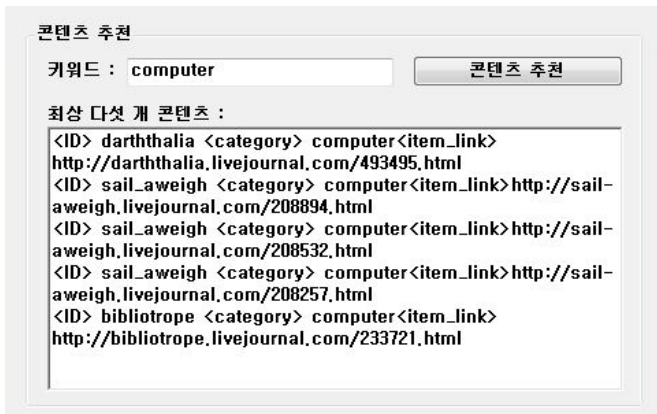 콘텐츠 추천
키워드 : computer
콘텐츠 추천
최상 다섯 개 콘텐츠 :
<ID> darththalia <category> computer<item_link>
http://darththalia.livejournal.com/493495.html
<ID> sail_aweigh <category> computer<item_link>http://sail-
aweigh.livejournal.com/208894.html
<ID> sail_aweigh <category> computer<item_link>http://sail-
aweigh.livejournal.com/208532.html
<ID> sail_aweigh <category> computer<item_link>http://sail-
aweigh.livejournal.com/208257.html
<ID> bibliotrope <category> computer<item_link>
http://bibliotrope.livejournal.com/233721.html